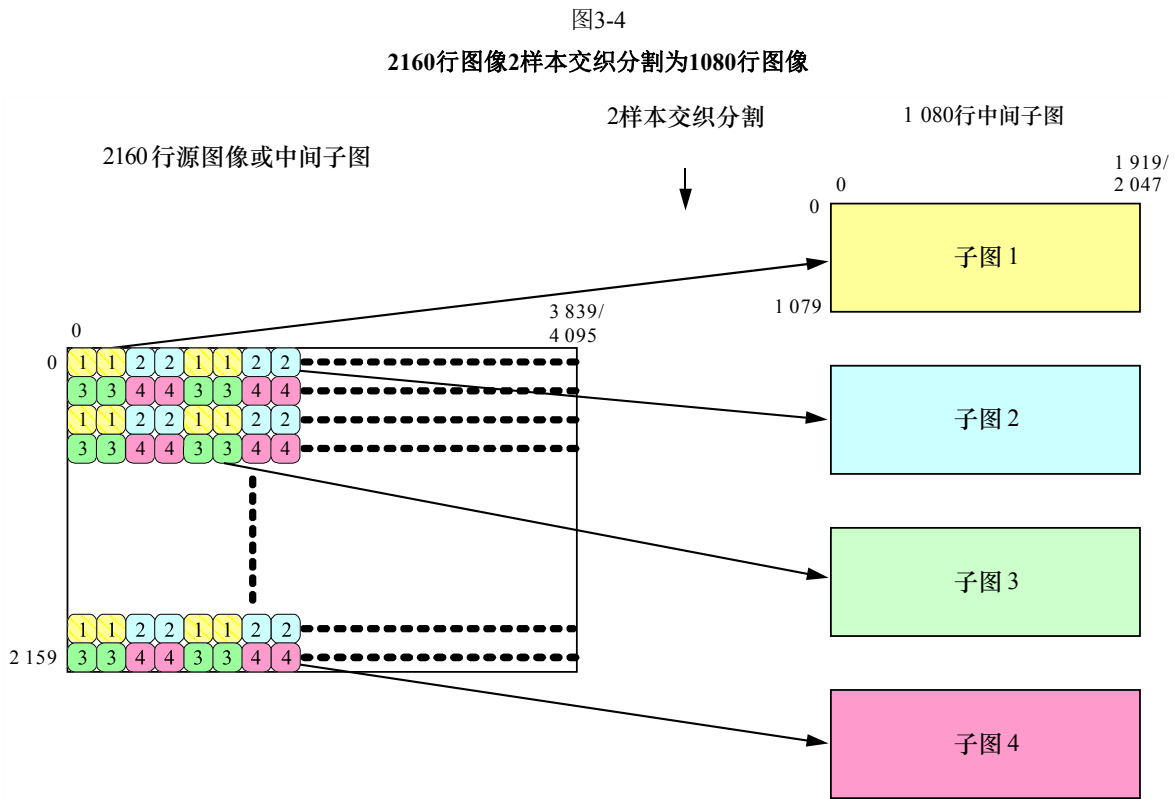 图3-4
2160行图像2样本交织分割为1080行图像
2样本交织分割
1 080行中间子图
2160 行源图像或中间子图
1 919/
0
2 047
0
子图 1
1 079
3 839/
0
4 095
0
1 1 2 2 1 1 2 2
3 3 4 4 3 3 4 4
1 1 2 2 1 1 2 2
3 3 4 4 3 3 4 4
子图 2
子图 3
1 1 2 2 1 1 2 2
2 159
3 3 4 4 3 3 4 4
子图 4